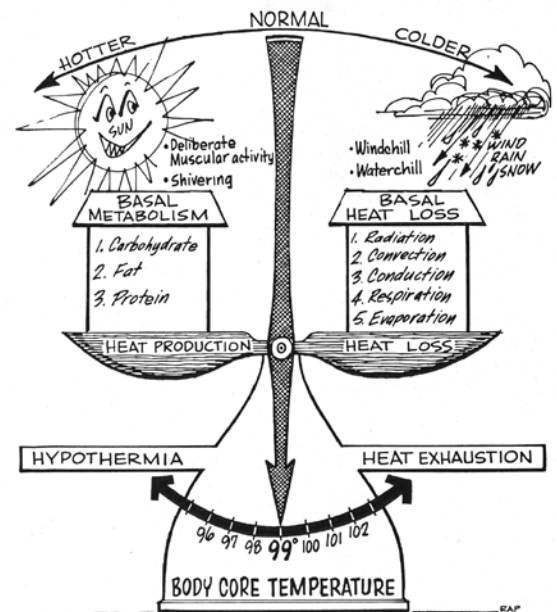 NORMAL
HOTTER
COLDER
SUN
• Deliberate
Muscular activity
• Shivering
• Windchill
• Waterchill
WIND
RAIN
SNOW
BASAL
METABOLISM
1. Carbohydrate
2. Fat
3. Protein
BASAL
HEAT LOSS
1. Radiation
2. Convection
3. Conduction
4. Respiration
5. Evaporation
HEAT PRODUCTION
HEAT LOSS
HYPOTHERMIA
HEAT EXHAUSTION
96 97 98 99° 100 101 102
BODY CORE TEMPERATURE
RAP